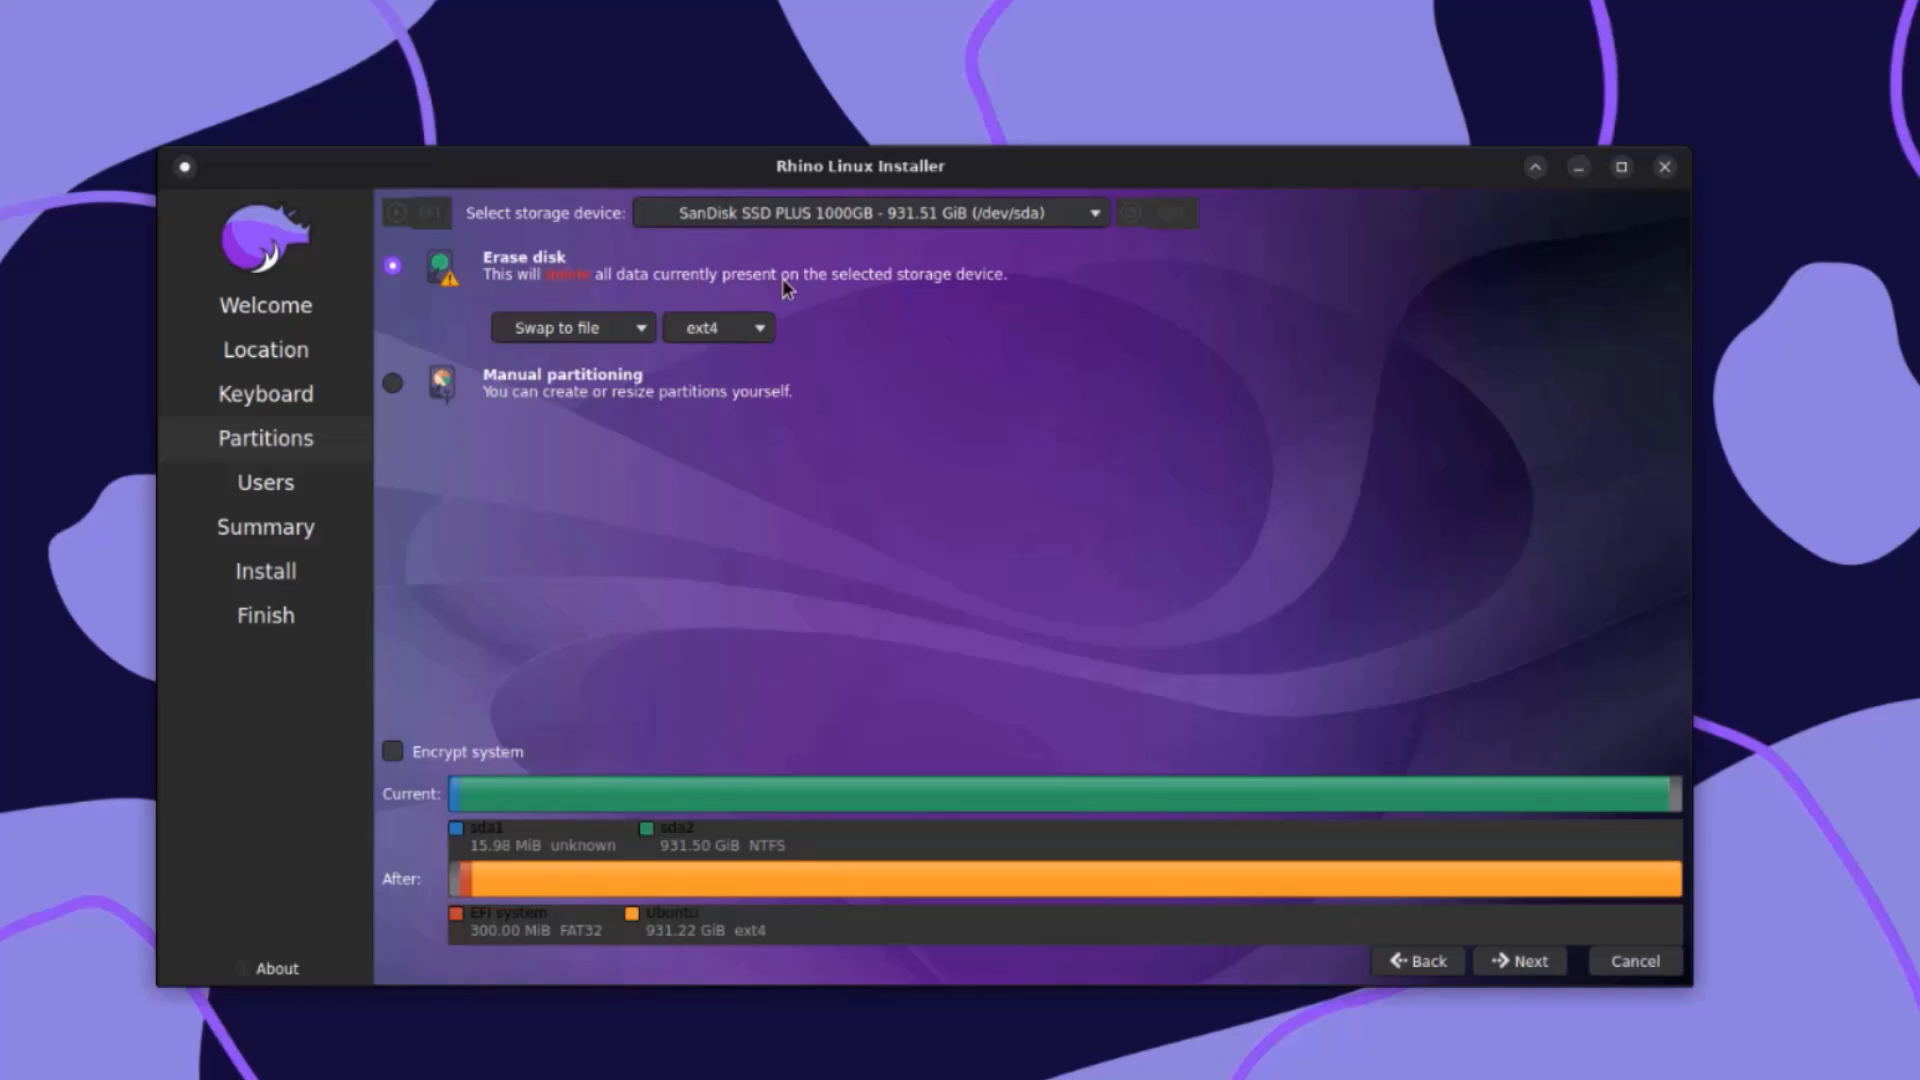 Rhino Linux Installer
Welcome
Location
Keyboard
Partitions
Users
Summary
Install
Finish
About
Select storage device: SanDisk SSD PLUS 1000GB - 931.51 GiB (/dev/sda)
Erase disk
This will delete all data currently present on the selected storage device.
Swap to file ext4
Manual partitioning
You can create or resize partitions yourself.
Encrypt system
Current:
sda1 sda2
15.98 MiB unknown 931.50 GiB NTFS
After:
EFI system Ubuntu
300.00 MiB FAT32 931.22 GiB ext4
Back Next Cancel